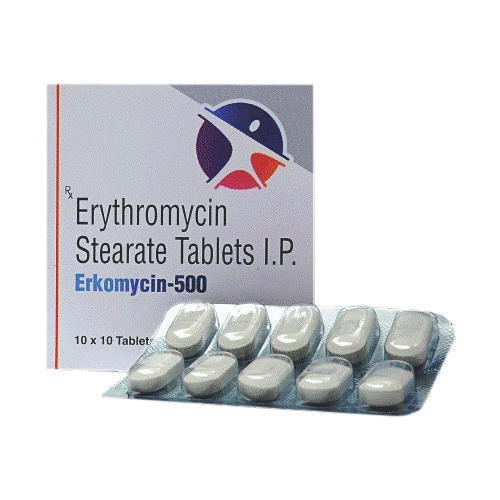 Rx
Erythromycin
Stearate Tablets I.P.
Erkomycin-500
10 x 10 Tablet